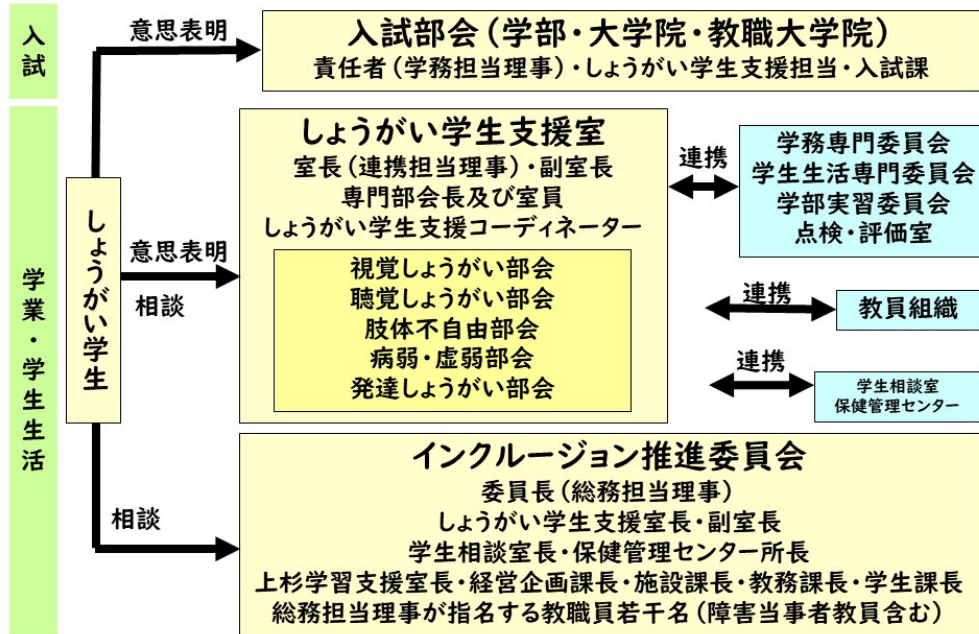 入試
意思表明
入試部会(学部・大学院・教職大学院)
責任者(学務担当理事)・しょうがい学生支援担当・入試課
学業・学生生活
しょうがい学生
意思表明
相談
しょうがい学生支援室
室長(連携担当理事)・副室長
専門部会長及び室員
しょうがい学生支援コーディネーター
視覚しょうがい部会
聴覚しょうがい部会
肢体不自由部会
病弱・虚弱部会
発達しょうがい部会
連携
学務専門委員会
学生生活専門委員会
学部実習委員会
点検・評価室
連携
教員組織
連携
学生相談室
保健管理センター
相談
インクルージョン推進委員会
委員長(総務担当理事)
しょうがい学生支援室長・副室長
学生相談室長・保健管理センター所長
上杉学習支援室長・経営企画課長・施設課長・教務課長・学生課長
総務担当理事が指名する教職員若干名(障害当事者教員含む)